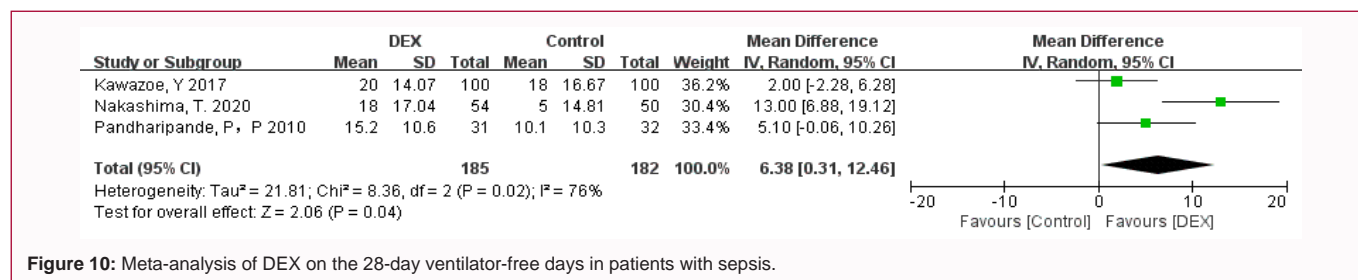 DEX Control Mean Difference Mean Difference
Study or Subgroup Mean SD Total Mean SD Total Weight IV, Random, 95% CI IV, Random, 95% CI
Kawazoe, Y 2017 20 14.07 100 18 16.67 100 36.2% 2.00 [-2.28, 6.28]
Nakashima, T. 2020 18 17.04 54 5 14.81 50 30.4% 13.00 [6.88, 19.12]
Pandharipande, P，P 2010 15.2 10.6 31 10.1 10.3 32 33.4% 5.10 [-0.06, 10.26]
Total (95% CI) 185 182 100.0% 6.38 [0.31, 12.46]
Heterogeneity: Tau² = 21.81; Chi² = 8.36, df = 2 (P = 0.02); I² = 76%
Test for overall effect: Z = 2.06 (P = 0.04)
-20 -10 0 10 20
Favours [Control] Favours [DEX]
Figure 10: Meta-analysis of DEX on the 28-day ventilator-free days in patients with sepsis.